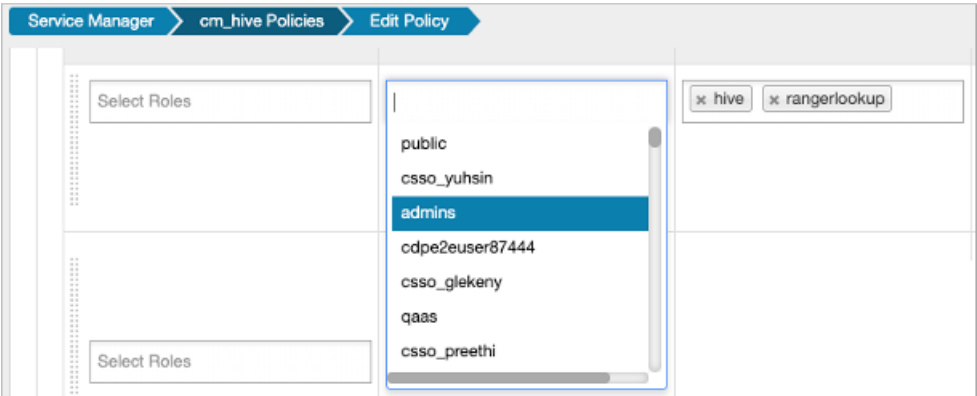 Service Manager cm_hive Policies Edit Policy
Select Roles
× hive × rangerlookup
public
csso_yuhsin
admins
cdpe2euser87444
csso_glekeny
qaas
csso_preethi
Select Roles